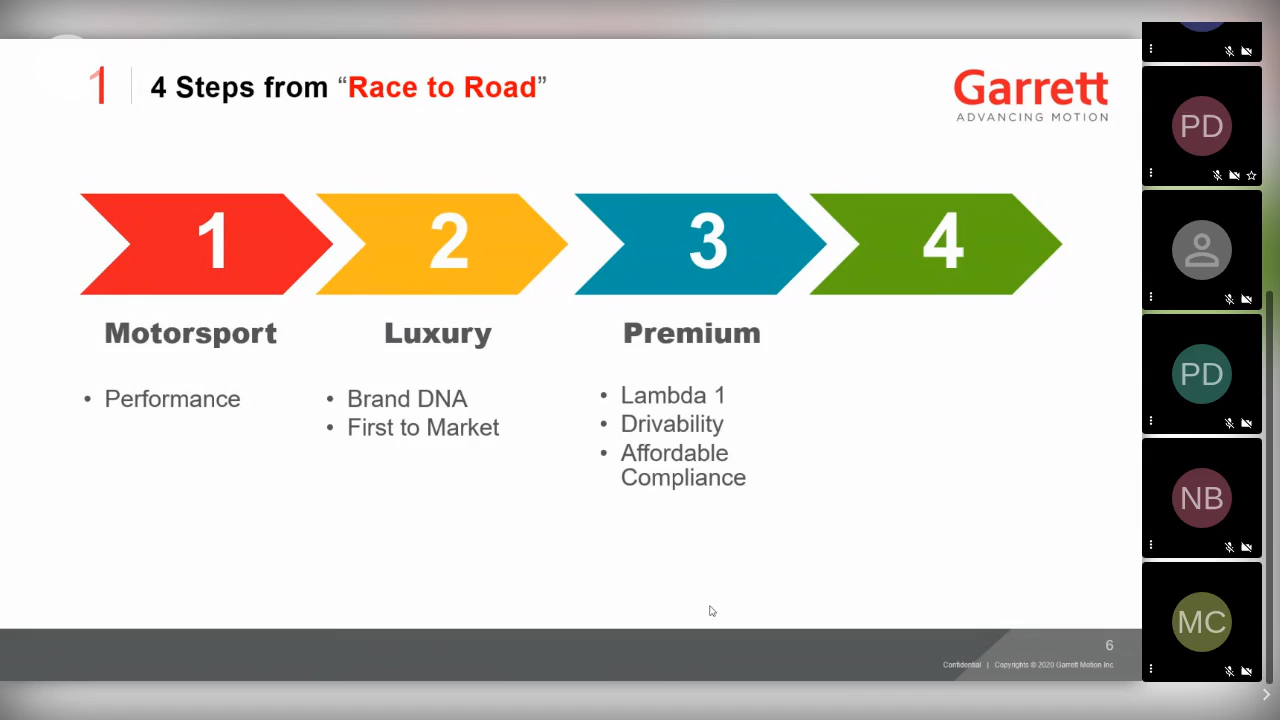 1
4 Steps from “Race to Road”
Garrett
ADVANCING MOTION
1
2
3
4
Motorsport
Luxury
Premium
• Performance
• Brand DNA
• First to Market
• Lambda 1
• Drivability
• Affordable
Compliance
6
Confidential | Copyrights © 2020 Garrett Motion Inc
PD
PD
NB
MC